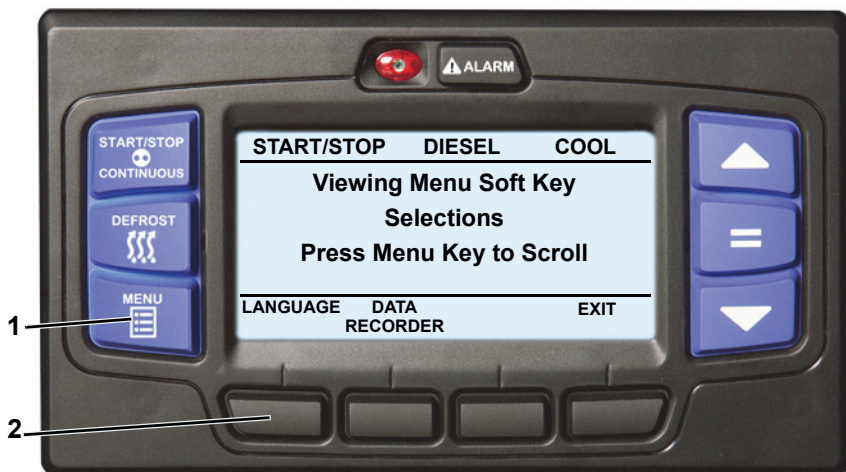 ALARM
START/STOP
CONTINUOUS
DEFROST
MENU
START/STOP DIESEL COOL
Viewing Menu Soft Key
Selections
Press Menu Key to Scroll
LANGUAGE DATA RECORDER EXIT
1
2